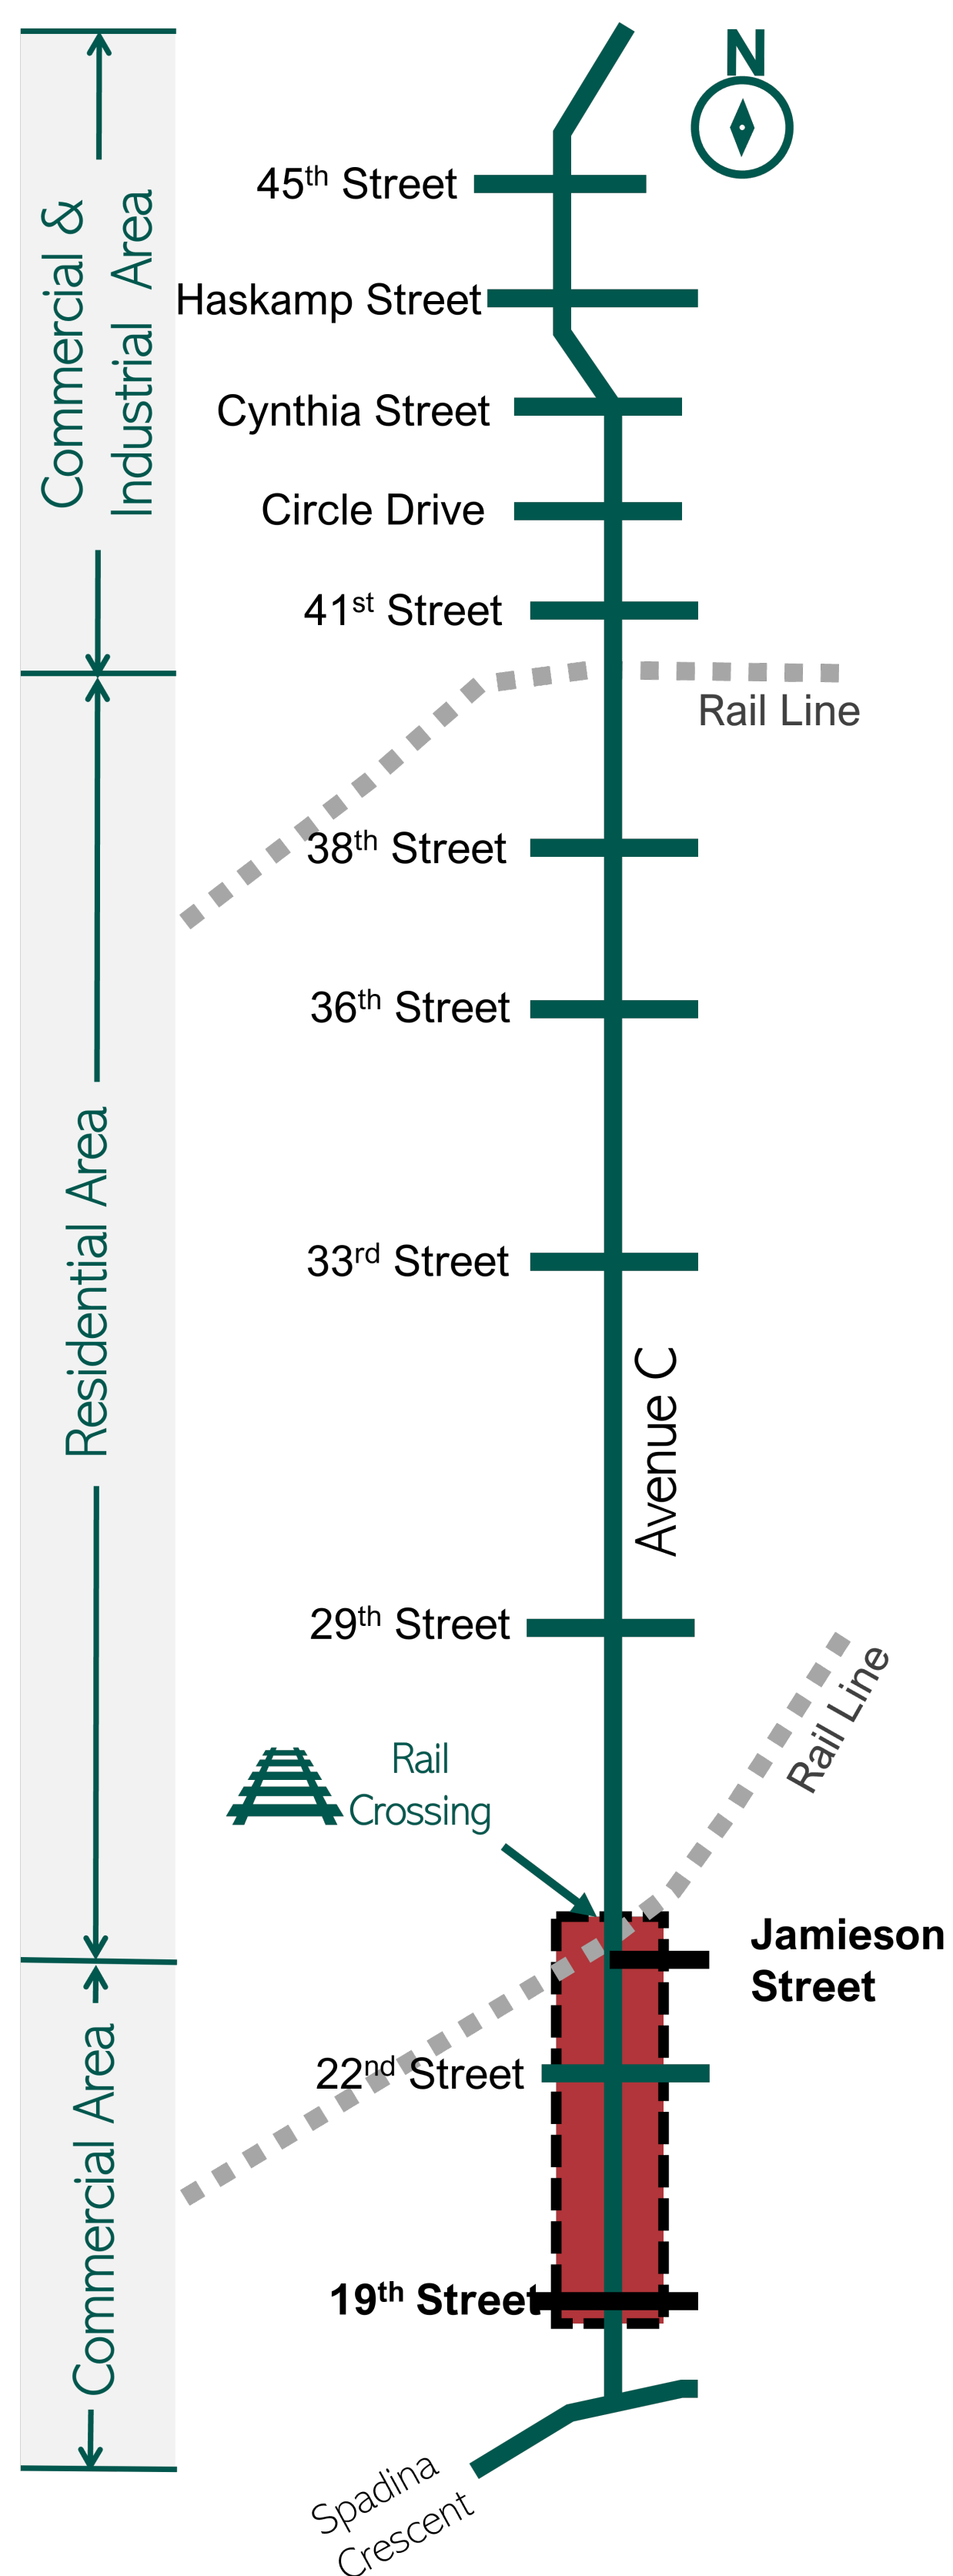 N
45th Street
Commercial &
Industrial Area
Haskamp Street
Cynthia Street
Circle Drive
41st Street
Rail Line
38th Street
36th Street
Residential Area
33rd Street
Avenue C
29th Street
Rail Line
Rail
Crossing
Jamieson
Street
22nd Street
Commercial Area
19th Street
Spadina
Crescent